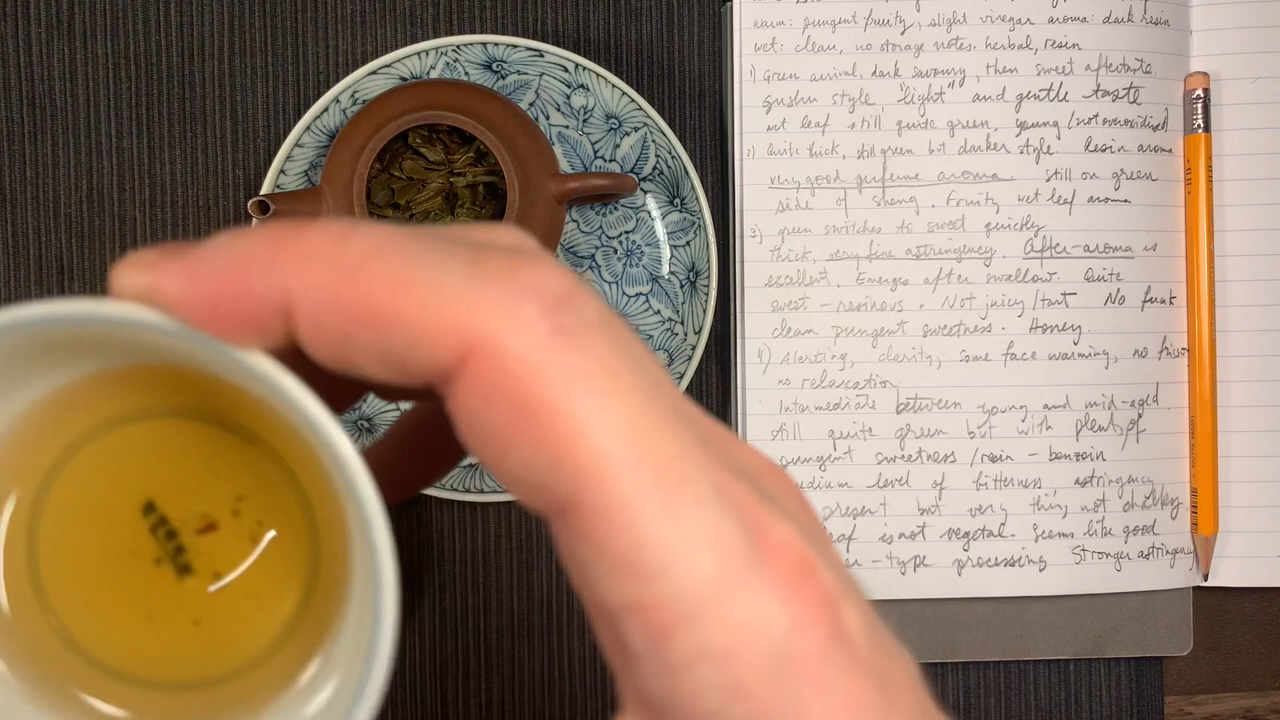 warm: pungent fruity, slight vinegar aroma: dark resin
wet: clean, no storage notes. herbal, resin
1) Green arrival, dark savoury, then sweet aftertaste.
gushu style, "light" and gentle taste
wet leaf still quite green, young (not overoxidized)
2) Quite thick, still green but darker style. Resin aroma
very good perfume aroma. still on green
side of sheng. Fruity wet leaf aroma
3) green switches to sweet quickly
thick, very fine astringency. After-aroma is
excellent. Emerges after swallow. Quite
sweet - resinous. Not juicy/tart No funk
clean pungent sweetness. Honey.
4) Alerting, clarity, some face warming, no
no relaxation
Intermediate between young and mid-aged
still quite green but with plenty of
pungent sweetness / resin - benzoin
medium level of bitterness, astringency
present but very thin, not chalky
leaf is not vegetal. Seems like good
-type processing Stronger astringency